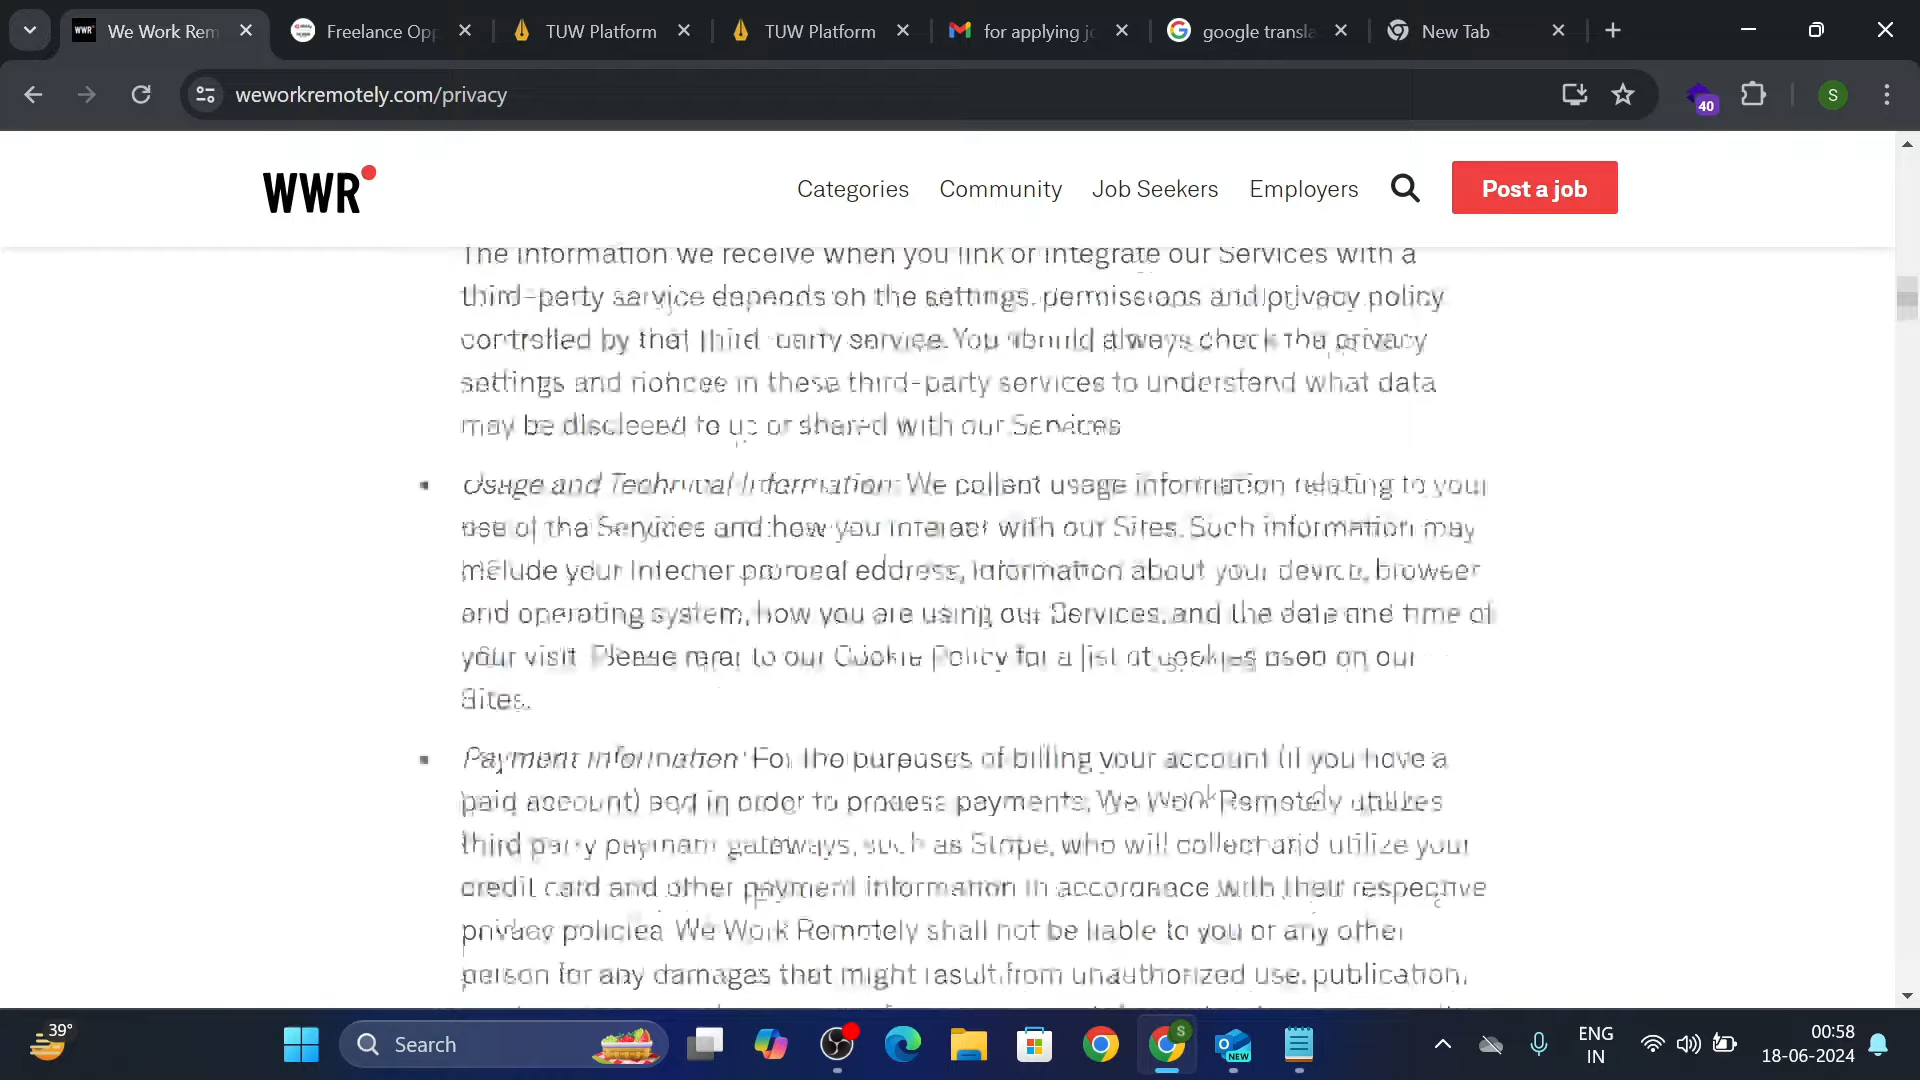 We Work Rem
Freelance Opp
TUW Platform
TUW Platform
for applying jo
google transla
New Tab
weworkremotely.com/privacy
40
S
WWR
Categories
Community
Job Seekers
Employers
Post a job
The information we receive when you link or integrate our Services with a
third-party service depends on the settings, permissions and privacy policy
controlled by that third-party service. You should always check the privacy
settings and notices in these third-party services to understand what data
may be disclosed to us or shared with our Services
Usage and Technical Information: We collect usage information relating to your
use of the Services and how you interact with our Sites. Such information may
include your Internet protocol address, information about your device, browser
and operating system, how you are using our Services, and the date and time of
your visit. Please refer to our Cookie Policy for a list of cookies used on our
Sites.
Payment Information: For the purposes of billing your account (if you have a
paid account) and in order to process payments, We Work Remotely utilizes
third party payment gateways, such as Stripe, who will collect and utilize your
credit card and other payment information in accordance with their respective
privacy policies. We Work Remotely shall not be liable to you or any other
person for any damages that might result from unauthorized use, publication,
39°
Search
NEW
S
ENG
IN
00:58
18-06-2024